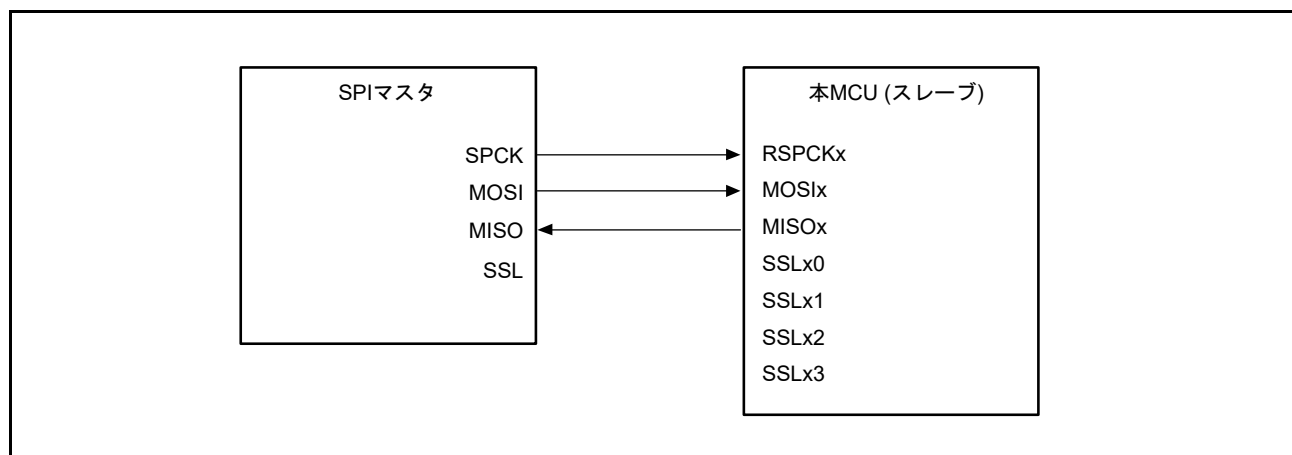 SPIマスタ
SPCK
MOSI
MISO
SSL
本MCU (スレーブ)
RSPCKx
MOSIx
MISOx
SSLx0
SSLx1
SSLx2
SSLx3